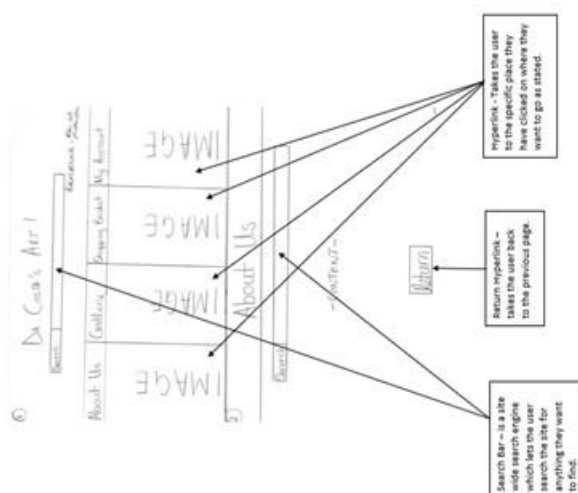 ①
Da Costa's Art!
Search
About Us
Catalogue
Shopping Basket
My Account
IMAGE
IMAGE
IMAGE
IMAGE
About Us
Search
-CONTENT-
Return
Search Bar – is a site
wide search engine
which lets the user
search the site for
anything they want
to find.
Return Hyperlink –
takes the user back
to the previous page.
Hyperlink - Takes the user
to the specific place they
have clicked on where they
want to go as stated.